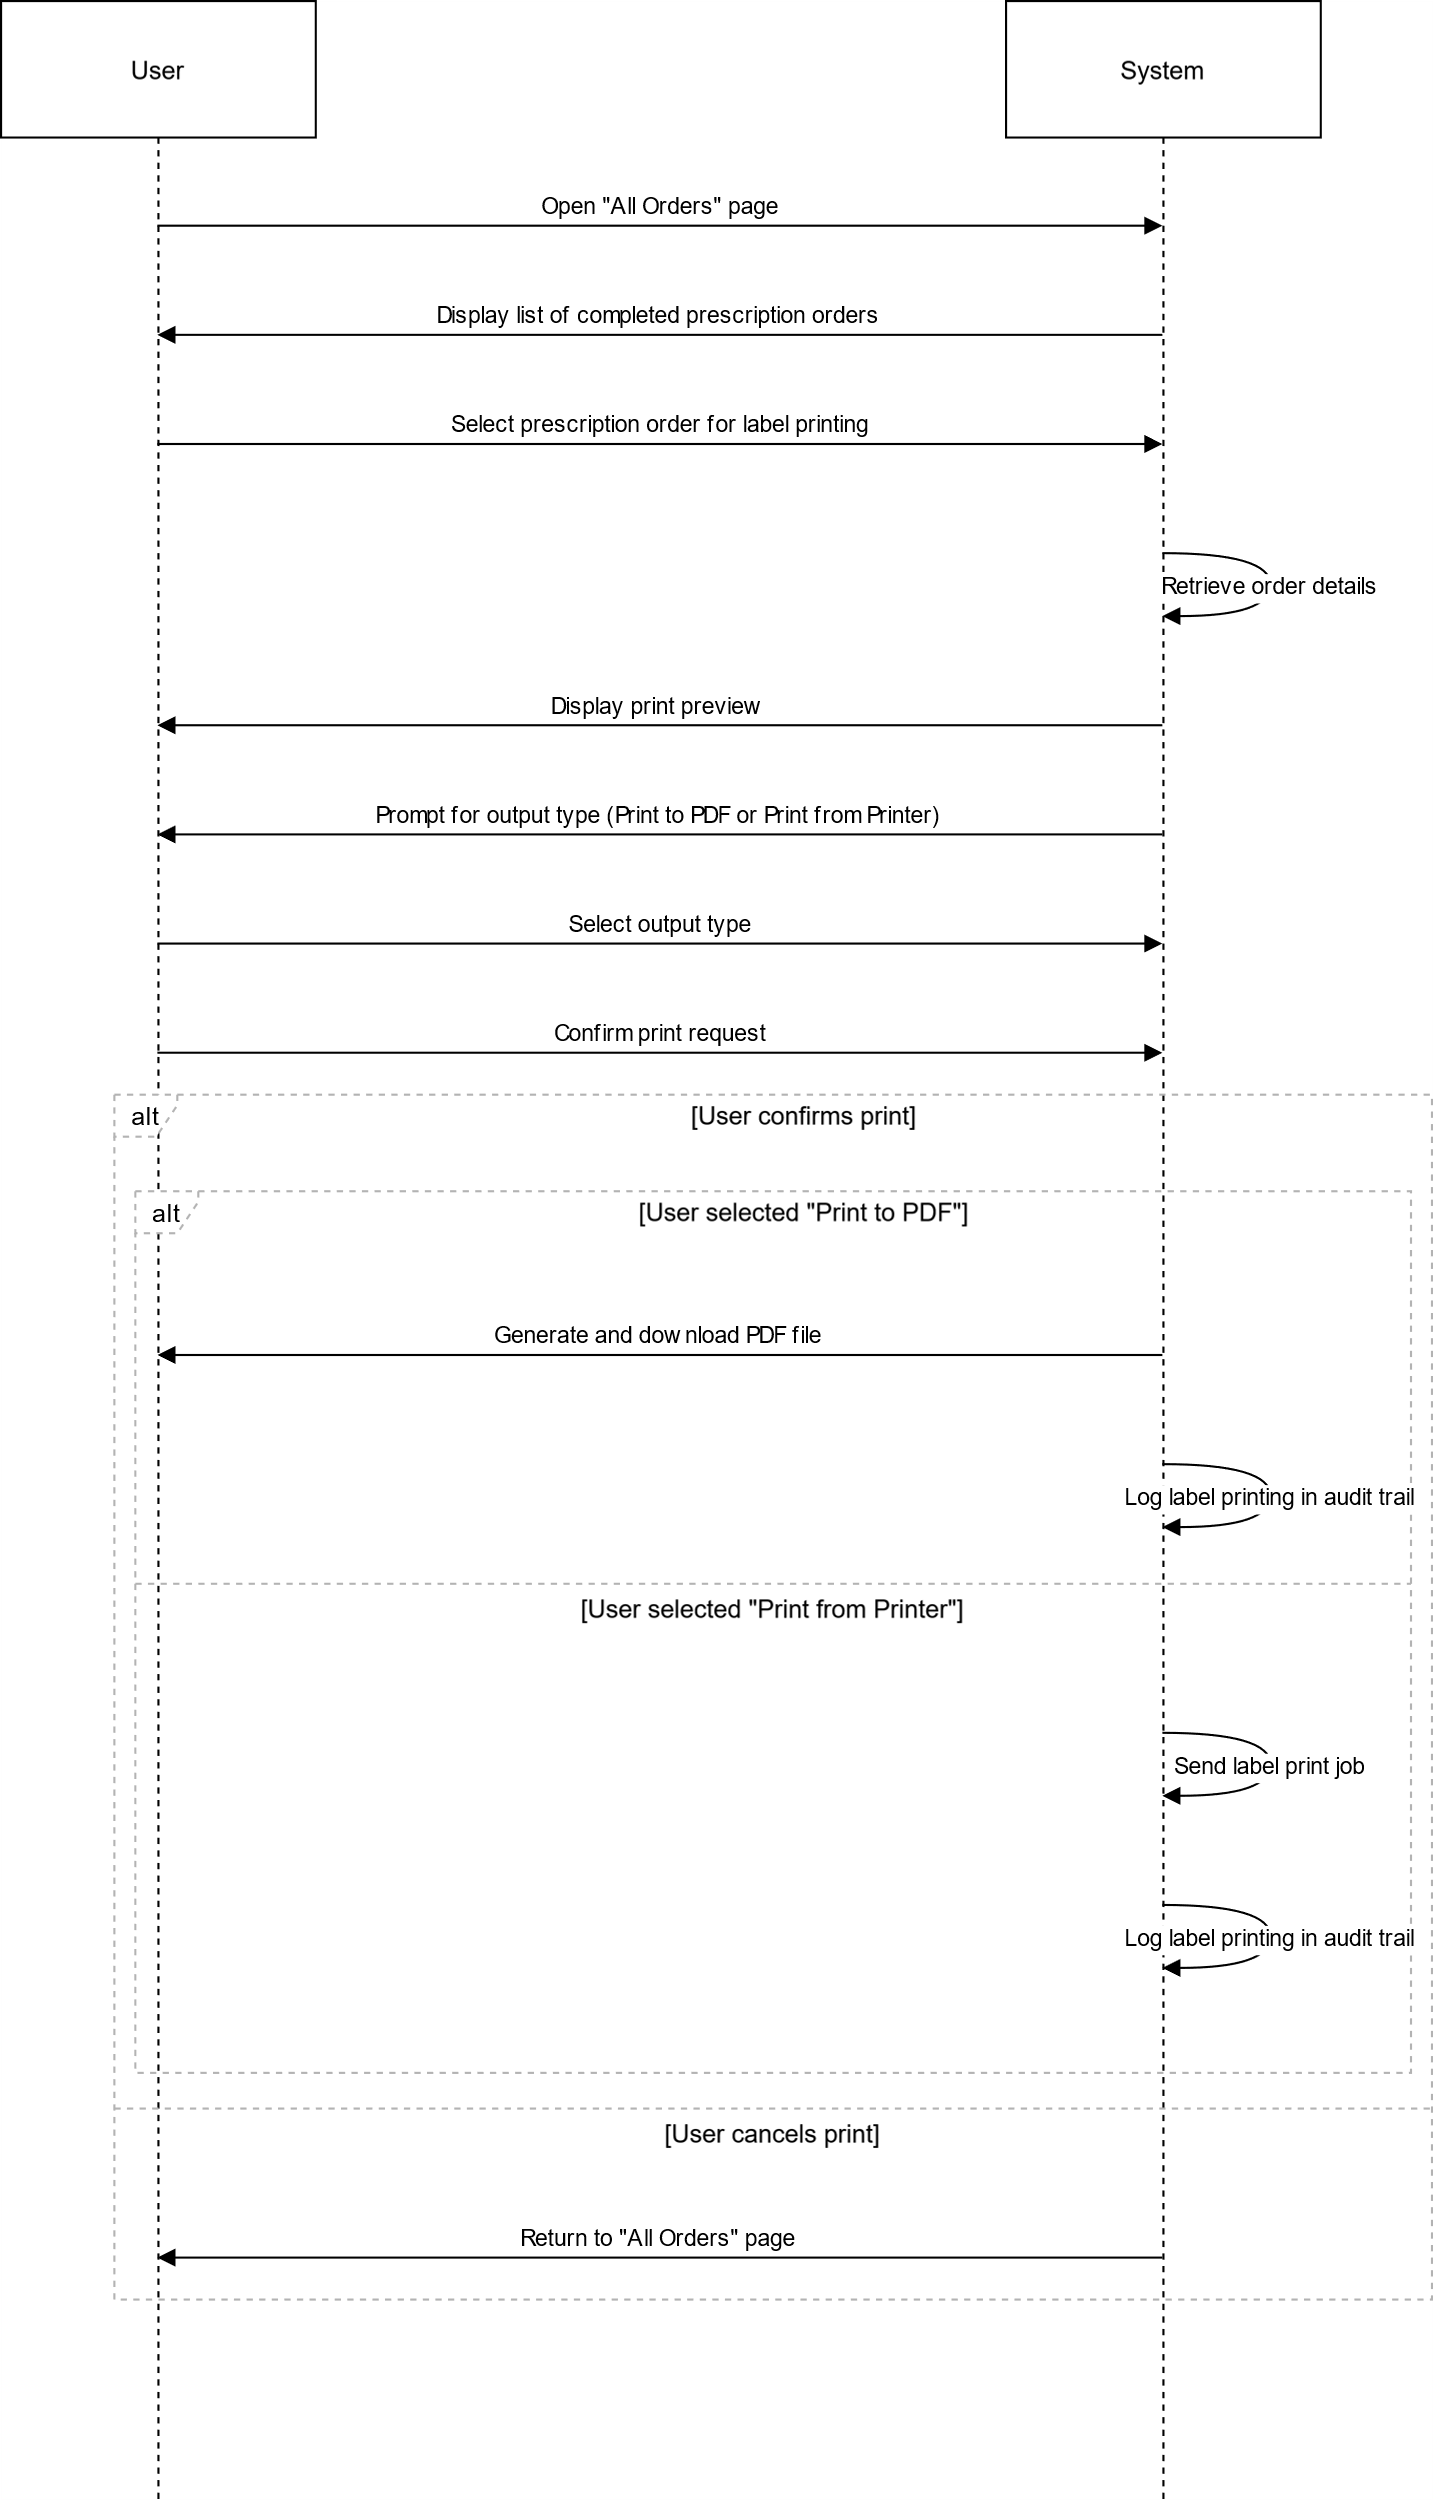 User
System
Open "All Orders" page
Display list of completed prescription orders
Select prescription order for label printing
Retrieve order details
Display print preview
Prompt for output type (Print to PDF or Print from Printer)
Select output type
Confirm print request
alt
[User confirms print]
alt
[User selected "Print to PDF"]
Generate and download PDF file
Log label printing in audit trail
[User selected "Print from Printer"]
Send label print job
Log label printing in audit trail
[User cancels print]
Return to "All Orders" page